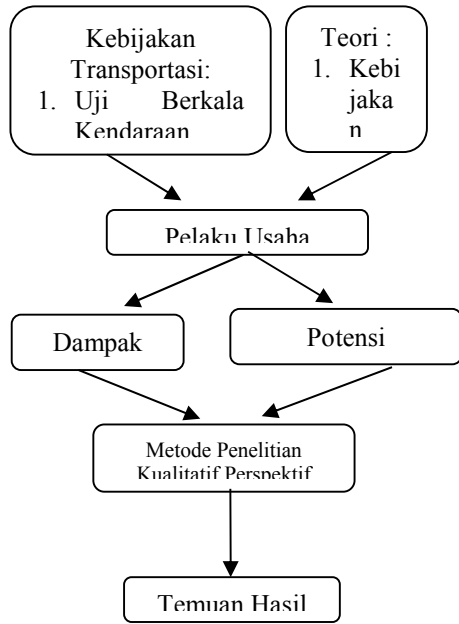 Kebijakan
Transportasi:
1. Uji Berkala
Kendaraan
Teori :
1. Kebi
jaka
n
Pelaku Usaha
Dampak
Potensi
Metode Penelitian
Kualitatif Perspektif
Temuan Hasil